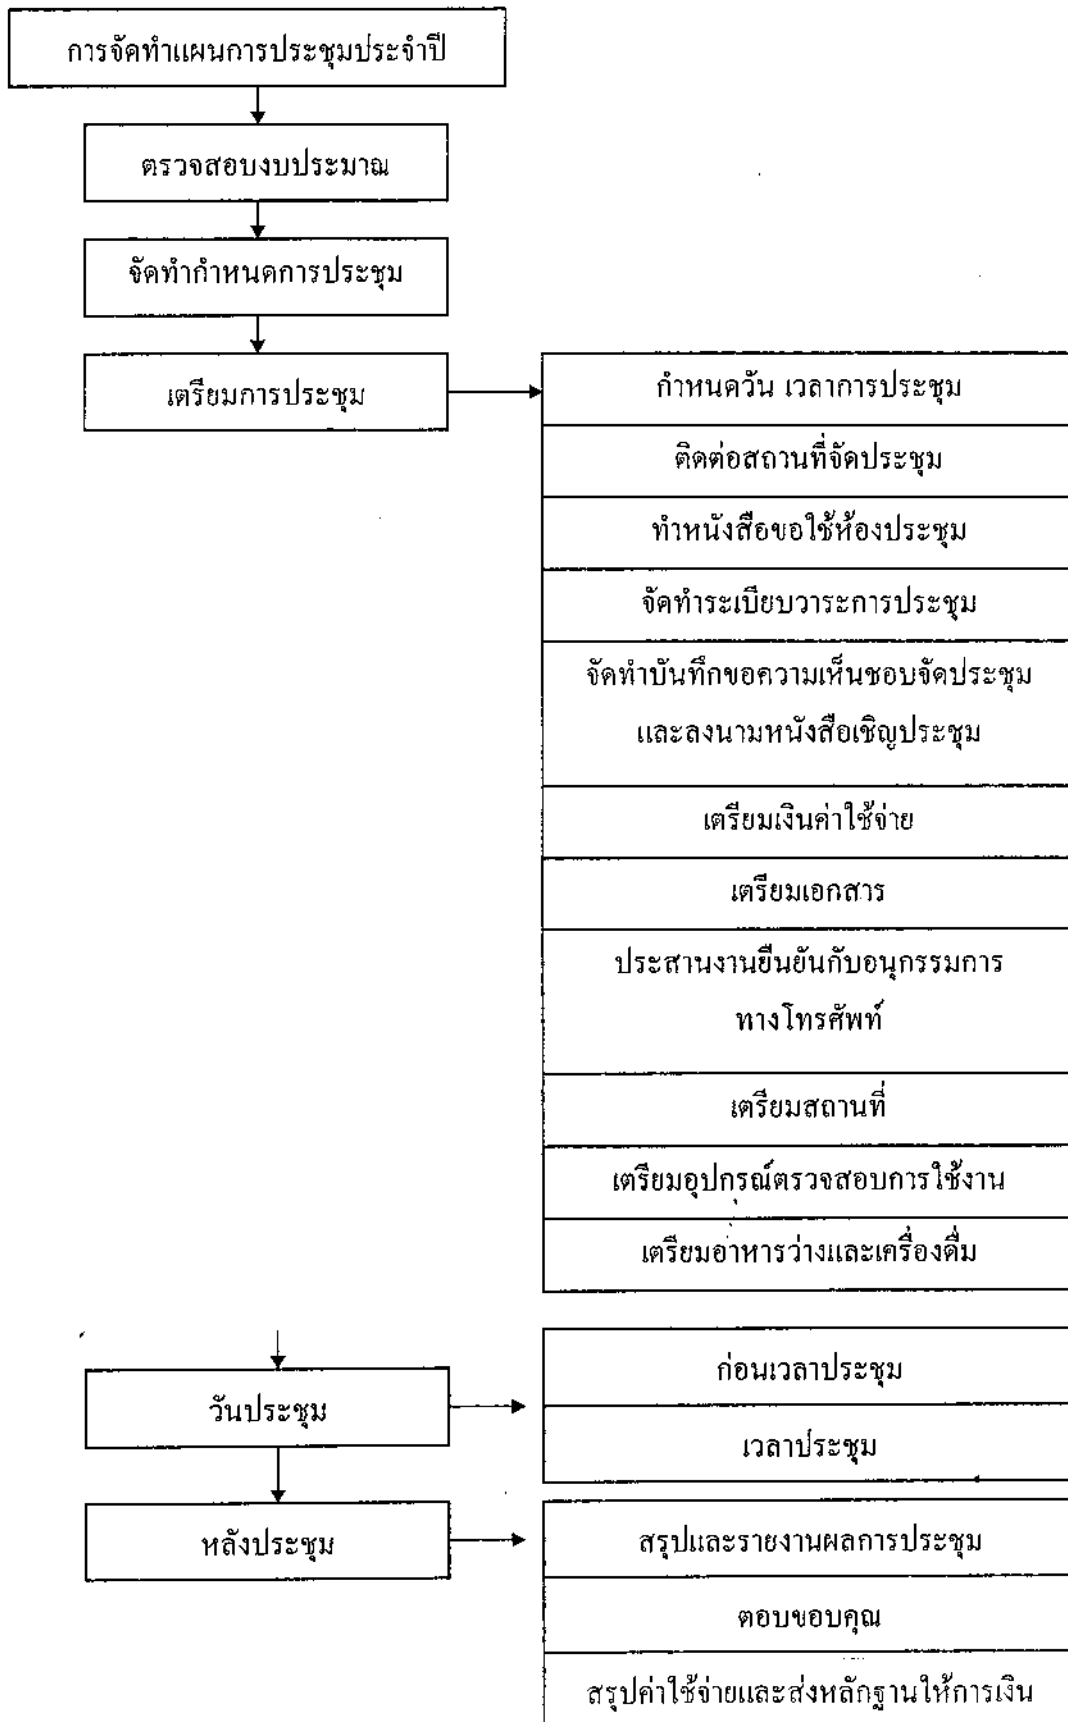 การจัดทำแผนการประชุมประจำปี
ตรวจสอบงบประมาณ
จัดทำกำหนดการประชุม
เตรียมการประชุม
กำหนดวัน เวลาการประชุม
ติดต่อสถานที่จัดประชุม
ทำหนังสือขอใช้ห้องประชุม
จัดทำระเบียบวาระการประชุม
จัดทำบันทึกขอความเห็นชอบจัดประชุม
และลงนามหนังสือเชิญประชุม
เตรียมเงินค่าใช้จ่าย
เตรียมเอกสาร
ประสานงานยืนยันกับอนุกรรมการ
ทางโทรศัพท์
เตรียมสถานที่
เตรียมอุปกรณ์ตรวจสอบการใช้งาน
เตรียมอาหารว่างและเครื่องดื่ม
วันประชุม
ก่อนเวลาประชุม
เวลาประชุม
หลังประชุม
สรุปและรายงานผลการประชุม
ตอบขอบคุณ
สรุปค่าใช้จ่ายและส่งหลักฐานให้การเงิน